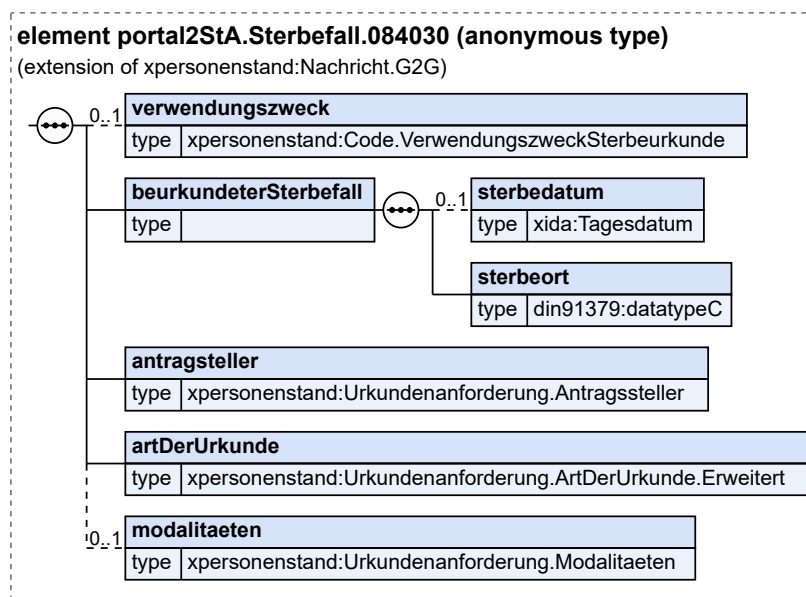 element portal2StA.Sterbefall.084030 (anonymous type)
(extension of xpersonenstand:Nachricht.G2G)
0..1
verwendungszweck
type xpersonenstand:Code.VerwendungszweckSterbeurkunde
beurkundeterSterbefall
type
0..1
sterbedatum
type xida:Tagesdatum
sterbeort
type din91379:datatypeC
antragsteller
type xpersonenstand:Urkundenanforderung.Antragssteller
artDerUrkunde
type xpersonenstand:Urkundenanforderung.ArtDerUrkunde.Erweitert
0..1
modalitaeten
type xpersonenstand:Urkundenanforderung.Modalitaeten